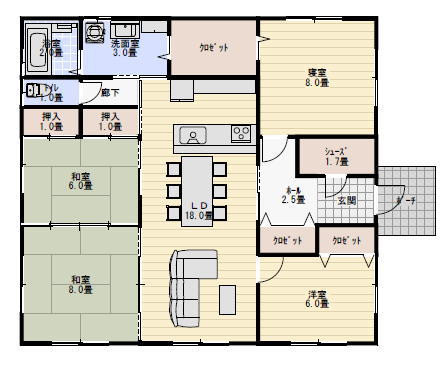 浴室
2.0畳
洗面室
3.0畳
ｸﾛｾﾞｯﾄ
寝室
8.0畳
ﾄｲﾚ
1.0畳
廊下
押入
1.0畳
押入
1.0畳
ｼｭｰｽﾞ
1.7畳
和室
6.0畳
ＬＤ
18.0畳
ﾎｰﾙ
2.5畳
玄関
ﾎﾟｰﾁ
ｸﾛｾﾞｯﾄ
ｸﾛｾﾞｯﾄ
和室
8.0畳
洋室
6.0畳